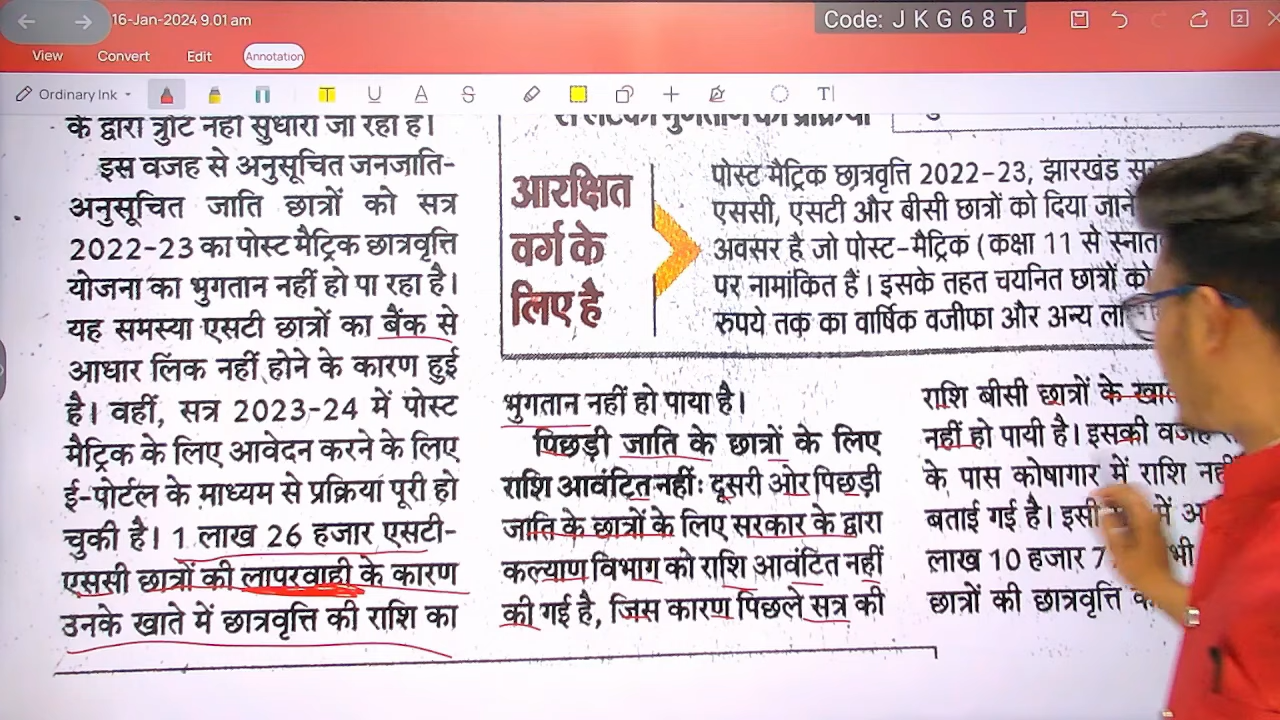 16-Jan-2024 9.01 am
Code: J K G 6 8 T
2
View Convert Edit Annotation
Ordinary Ink
के द्वारा त्रुटि नहीं सुधारा जा रहा है।
इस वजह से अनुसूचित जनजाति-
अनुसूचित जाति छात्रों को सत्र
2022-23 का पोस्ट मैट्रिक छात्रवृत्ति
योजना का भुगतान नहीं हो पा रहा है।
यह समस्या एसटी छात्रों का बैंक से
आधार लिंक नहीं होने के कारण हुई
है। वहीं, सत्र 2023-24 में पोस्ट
मैट्रिक के लिए आवेदन करने के लिए
ई-पोर्टल के माध्यम से प्रक्रिया पूरी हो
चुकी है। 1 लाख 26 हजार एसटी-
एससी छात्रों की लापरवाही के कारण
उनके खाते में छात्रवृत्ति की राशि का
आरक्षित
वर्ग के
लिए है
पोस्ट मैट्रिक छात्रवृत्ति 2022-23, झारखंड
एससी, एसटी और बीसी छात्रों को दिया जाने
अवसर है जो पोस्ट-मैट्रिक (कक्षा 11 से
पर नामांकित हैं। इसके तहत चयनित छात्रों को
रुपये तक का वार्षिक वजीफा और अन्य
भुगतान नहीं हो पाया है।
पिछड़ी जाति के छात्रों के लिए
राशि आवंटित नहीं: दूसरी ओर पिछड़ी
जाति के छात्रों के लिए सरकार के द्वारा
कल्याण विभाग को राशि आवंटित नहीं
की गई है, जिस कारण पिछले सत्र की
राशि बीसी छात्रों के
नहीं हो पायी है। इसकी
के पास कोषागार में राशि
बताई गई है। इसी में
लाख 10 हजार भी
छात्रों की छात्रवृत्ति